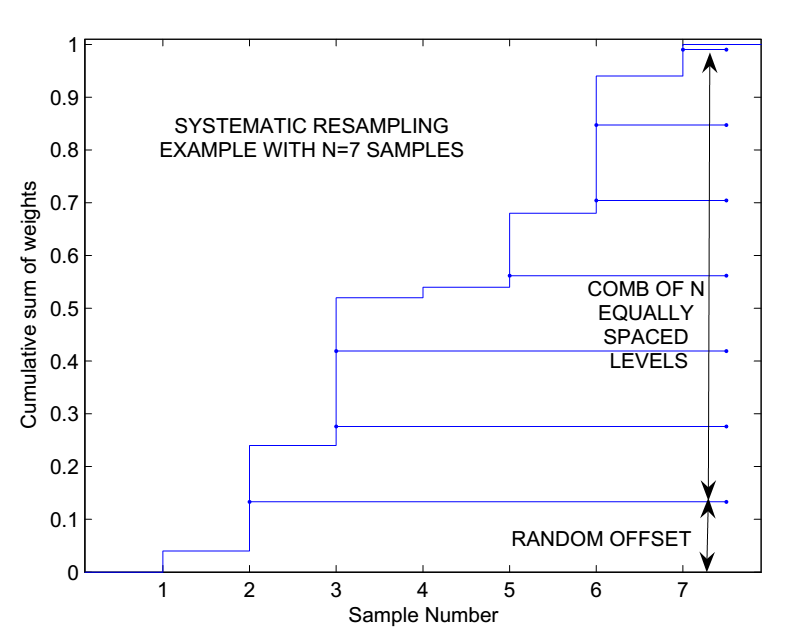 1
0.9
SYSTEMATIC RESAMPLING
EXAMPLE WITH N=7 SAMPLES
0.8
0.7
0.6
Cumulative sum of weights
0.5
COMB OF N
EQUALLY
SPACED
LEVELS
0.4
0.3
0.2
0.1
RANDOM OFFSET
0
1 2 3 4 5 6 7
Sample Number